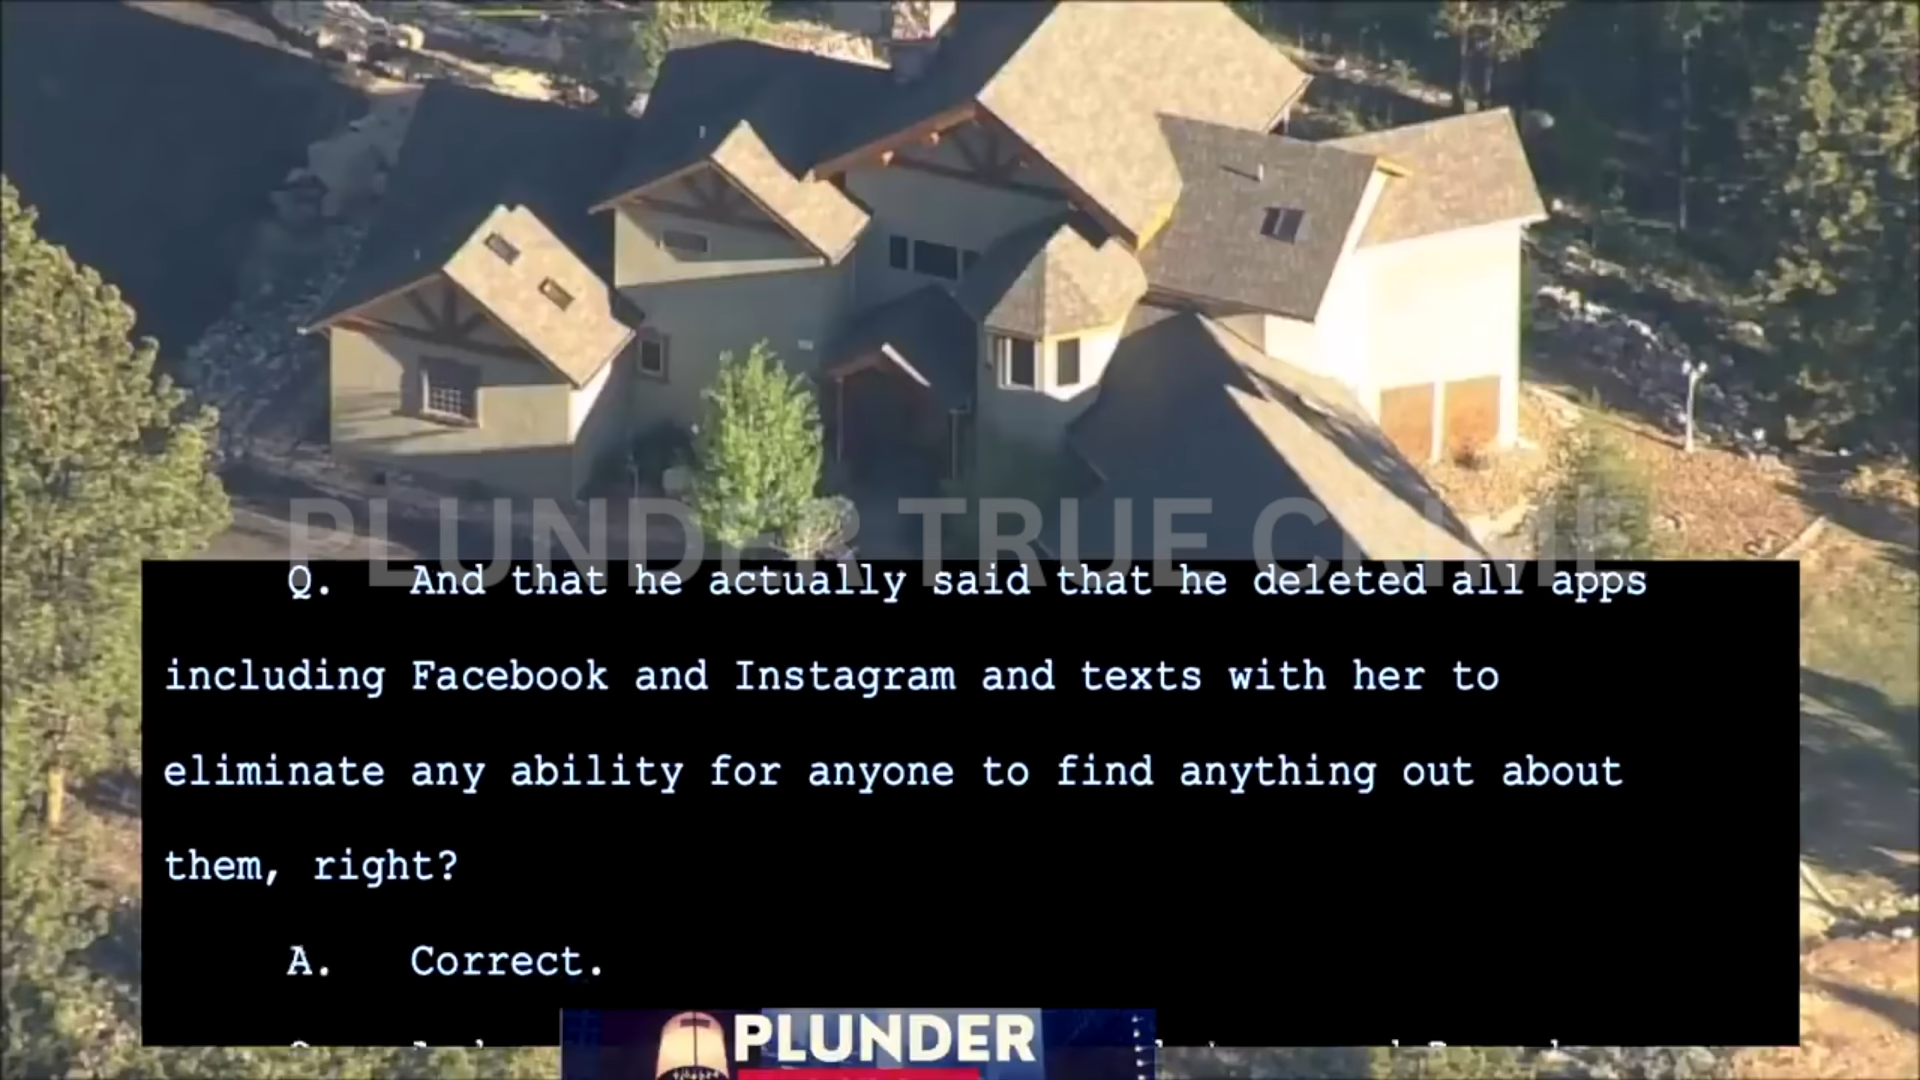 PLUNDER TRUE CRIME
Q. And that he actually said that he deleted all apps
including Facebook and Instagram and texts with her to
eliminate any ability for anyone to find anything out about
them, right?
A. Correct.
PLUNDER